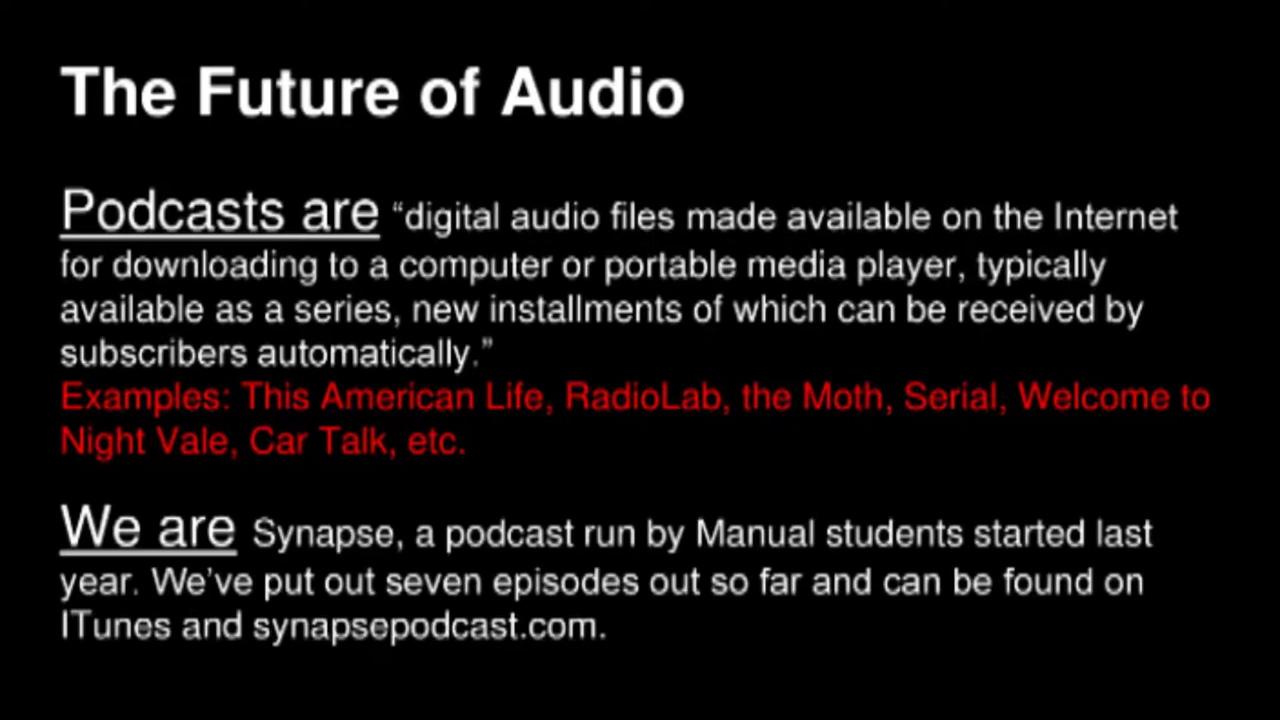 The Future of Audio
Podcasts are “digital audio files made available on the Internet
for downloading to a computer or portable media player, typically
available as a series, new installments of which can be received by
subscribers automatically.”
Examples: This American Life, RadioLab, the Moth, Serial, Welcome to
Night Vale, Car Talk, etc.
We are Synapse, a podcast run by Manual students started last
year. We’ve put out seven episodes out so far and can be found on
ITunes and synapsepodcast.com.